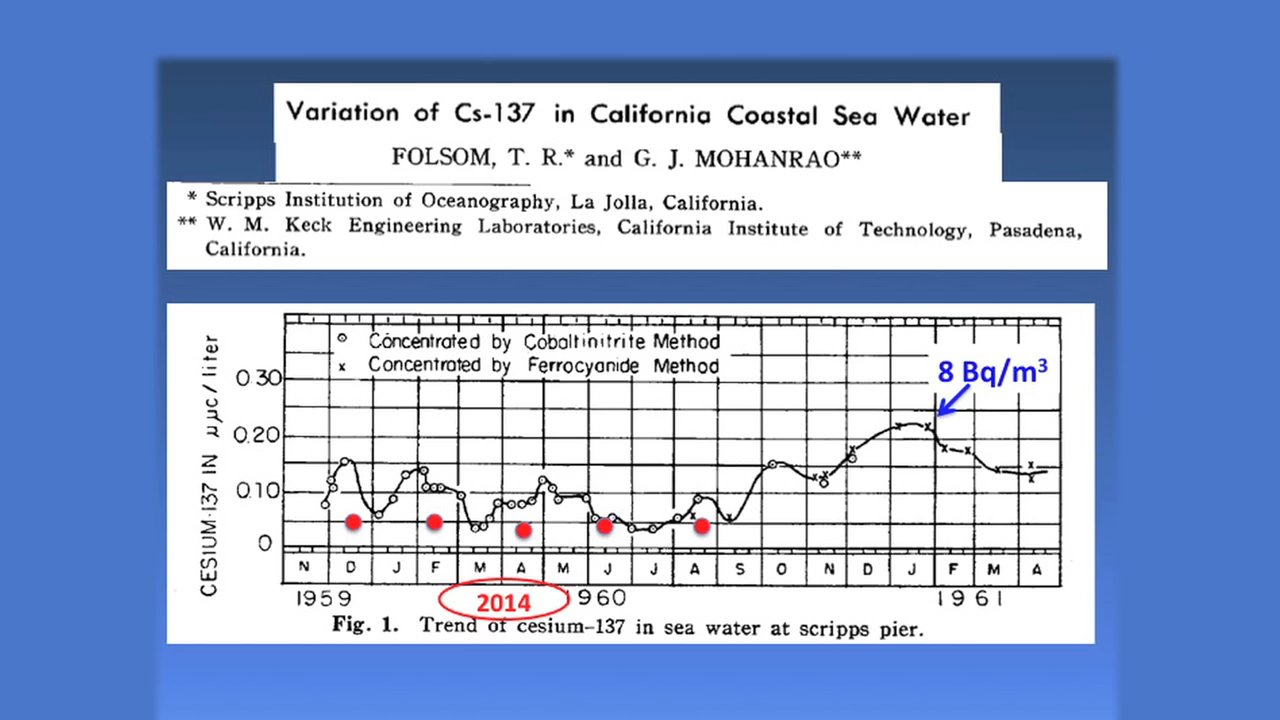 Variation of Cs-137 in California Coastal Sea Water
FOLSOM, T. R.* and G. J. MOHANRAO**
* Scripps Institution of Oceanography, La Jolla, California.
** W. M. Keck Engineering Laboratories, California Institute of Technology, Pasadena,
California.
CESIUM-137 IN μμc/liter
Concentrated by Cobaltinitrite Method
x Concentrated by Ferrocyanide Method
8 Bq/m³
0.30
0.20
0.10
0
N D J F M A M J J A S O N D J F M A
1959 2014 1960 1961
Fig. 1. Trend of cesium-137 in sea water at scripps pier.